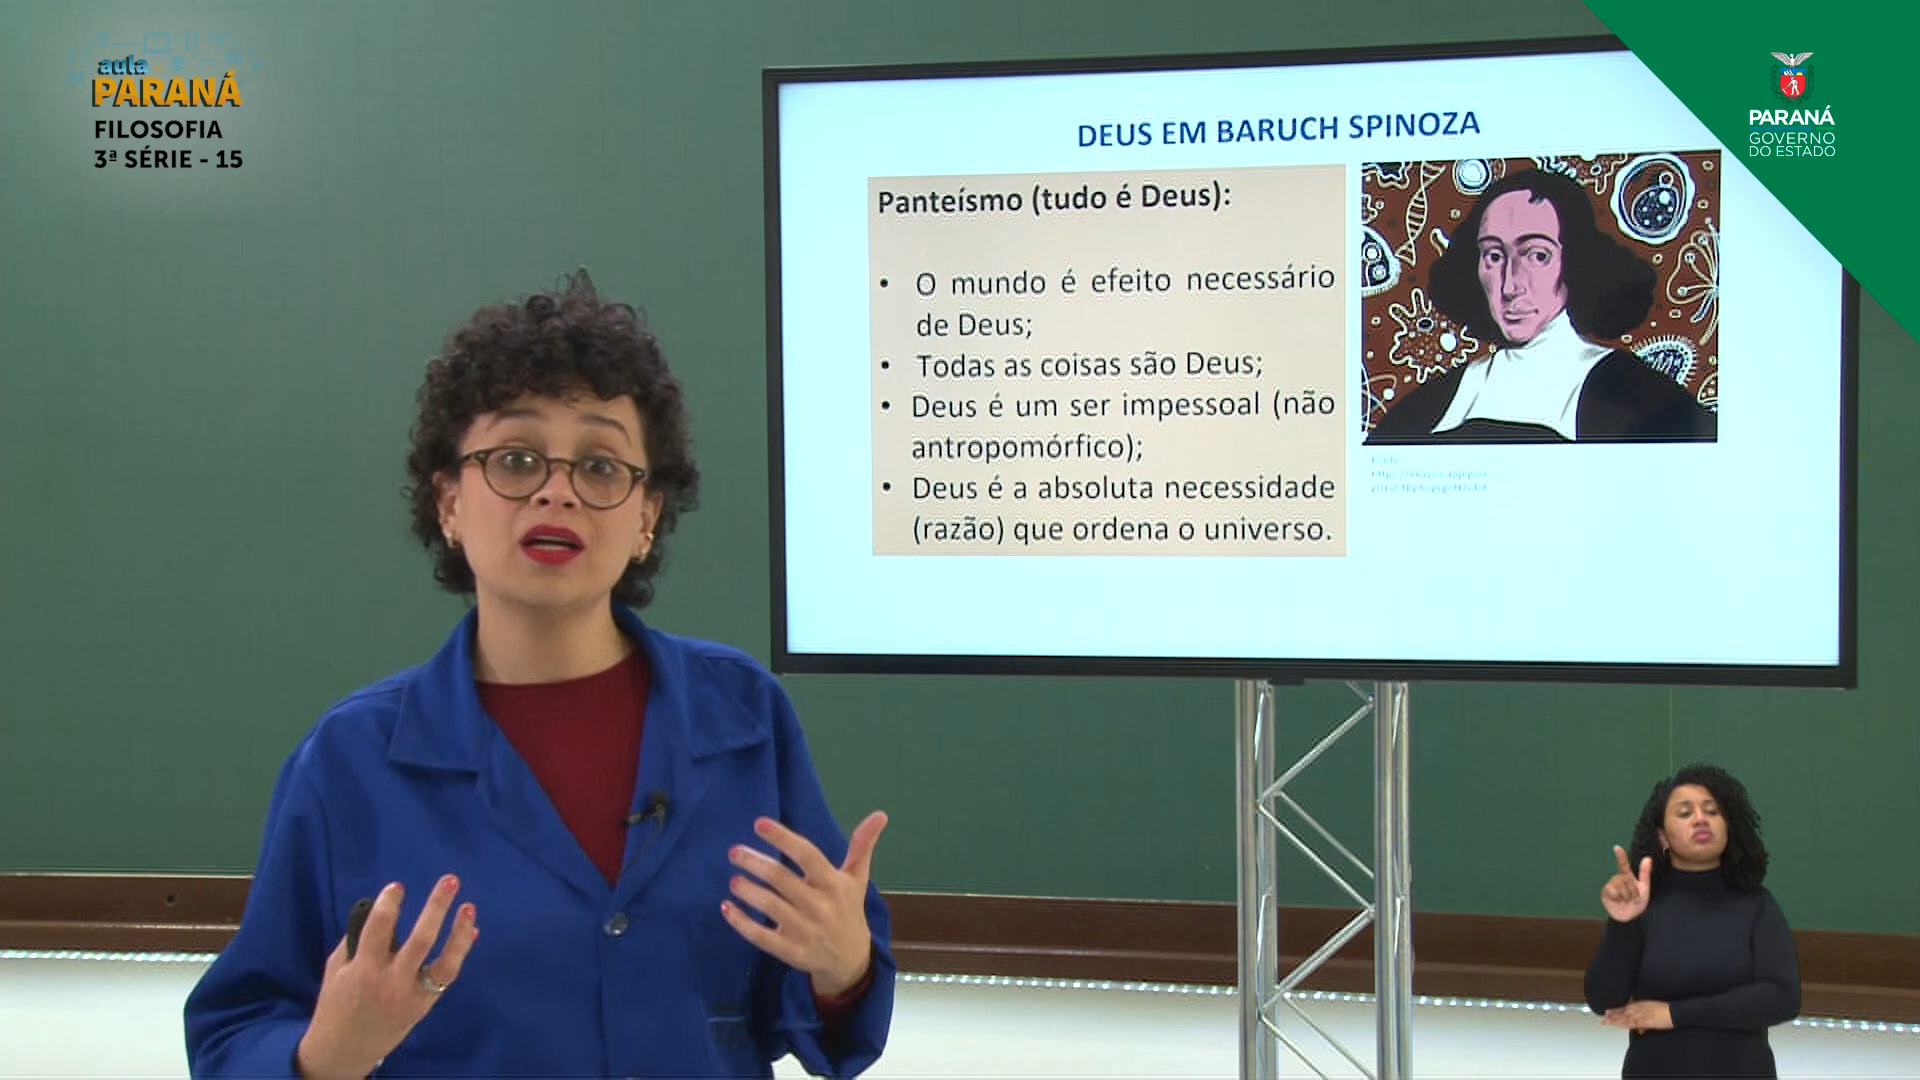 aula
PARANÁ
FILOSOFIA
3ª SÉRIE - 15
PARANÁ
GOVERNO
DO ESTADO
DEUS EM BARUCH SPINOZA
Panteísmo (tudo é Deus):
• O mundo é efeito necessário
de Deus;
• Todas as coisas são Deus;
• Deus é um ser impessoal (não
antropomórfico);
• Deus é a absoluta necessidade
(razão) que ordena o universo.